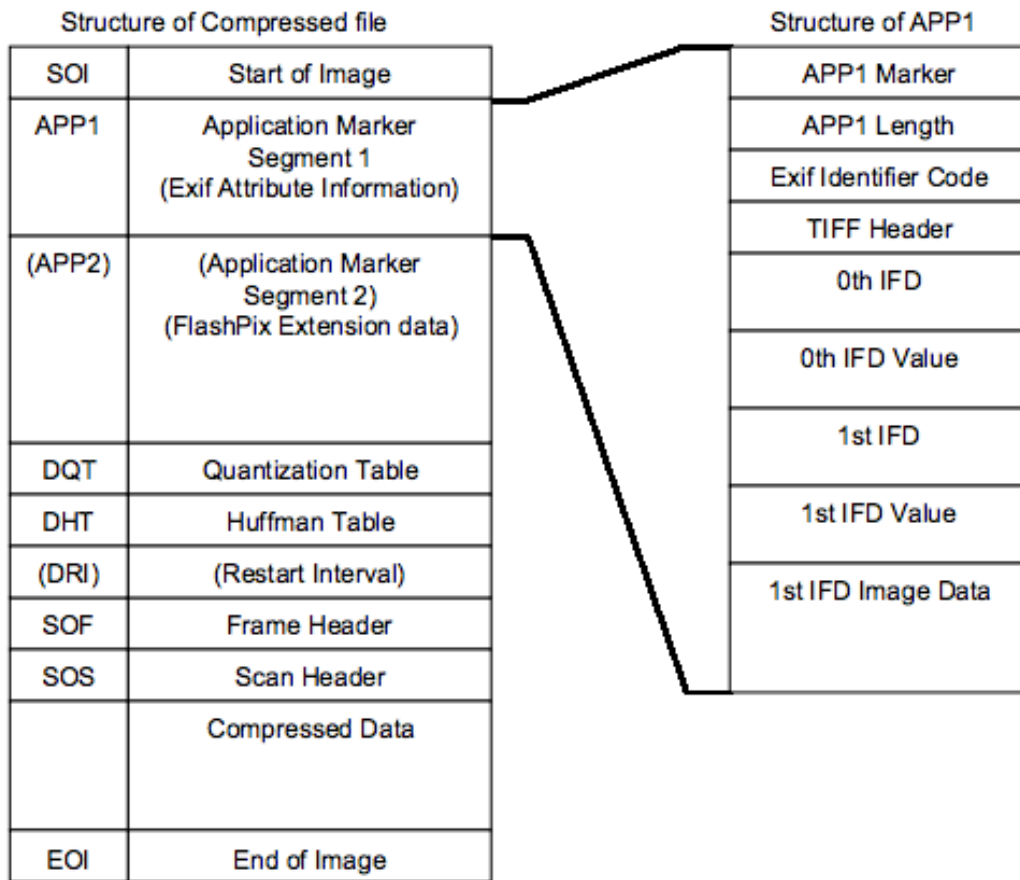 Structure of Compressed file
SOI Start of Image
APP1 Application Marker
Segment 1
(Exif Attribute Information)
(APP2) (Application Marker
Segment 2)
(FlashPix Extension data)
DQT Quantization Table
DHT Huffman Table
(DRI) (Restart Interval)
SOF Frame Header
SOS Scan Header
Compressed Data
EOI End of Image
Structure of APP1
APP1 Marker
APP1 Length
Exif Identifier Code
TIFF Header
0th IFD
0th IFD Value
1st IFD
1st IFD Value
1st IFD Image Data